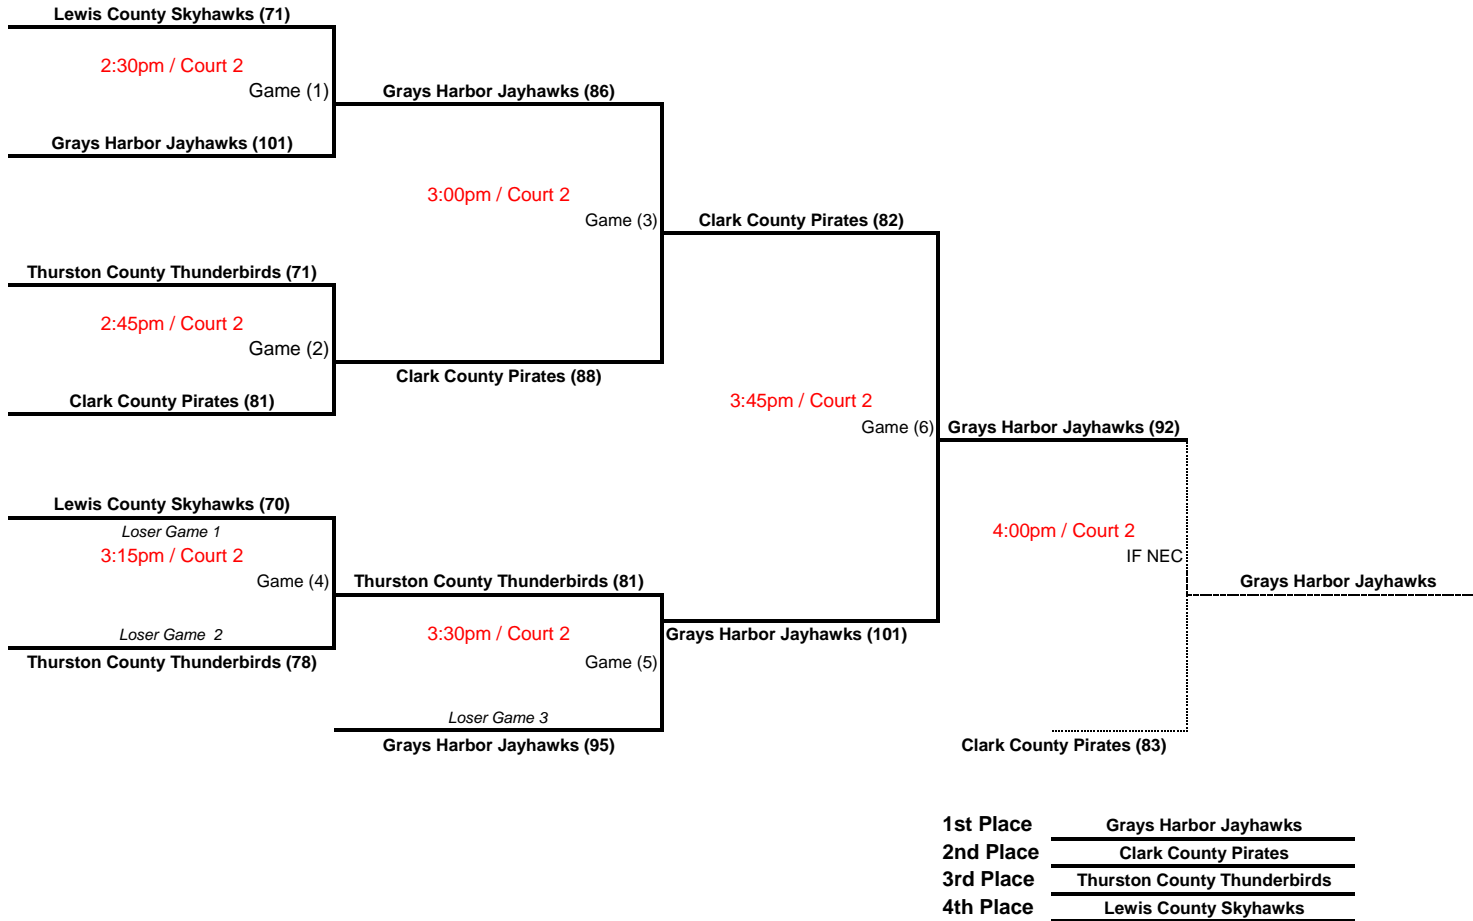 Lewis County Skyhawks (71)
2:30pm / Court 2
Game (1)
Grays Harbor Jayhawks (86)
Grays Harbor Jayhawks (101)
3:00pm / Court 2
Game (3)
Clark County Pirates (82)
Thurston County Thunderbirds (71)
2:45pm / Court 2
Game (2)
Clark County Pirates (88)
Clark County Pirates (81)
3:45pm / Court 2
Game (6)
Grays Harbor Jayhawks (92)
Lewis County Skyhawks (70)
Loser Game 1
3:15pm / Court 2
Game (4)
4:00pm / Court 2
IF NEC
Thurston County Thunderbirds (81)
Grays Harbor Jayhawks
Loser Game 2
Thurston County Thunderbirds (78)
3:30pm / Court 2
Game (5)
Grays Harbor Jayhawks (101)
Loser Game 3
Grays Harbor Jayhawks (95)
Clark County Pirates (83)
1st Place Grays Harbor Jayhawks
2nd Place Clark County Pirates
3rd Place Thurston County Thunderbirds
4th Place Lewis County Skyhawks